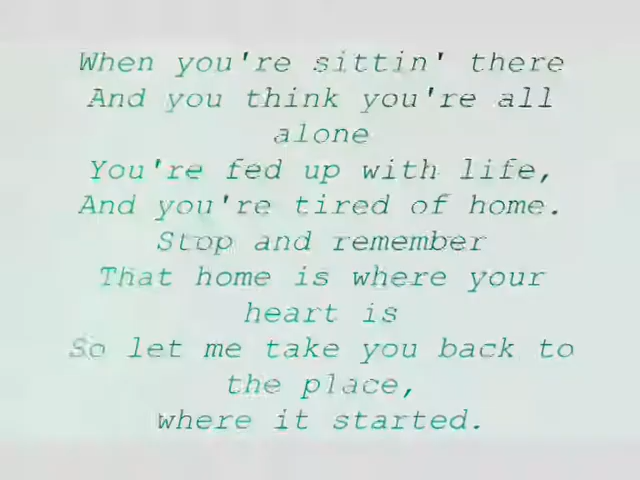 When you're sittin' there
And you think you're all
alone
You're fed up with life,
And you're tired of home.
Stop and remember
That home is where your
heart is
So let me take you back to
the place,
where it started.